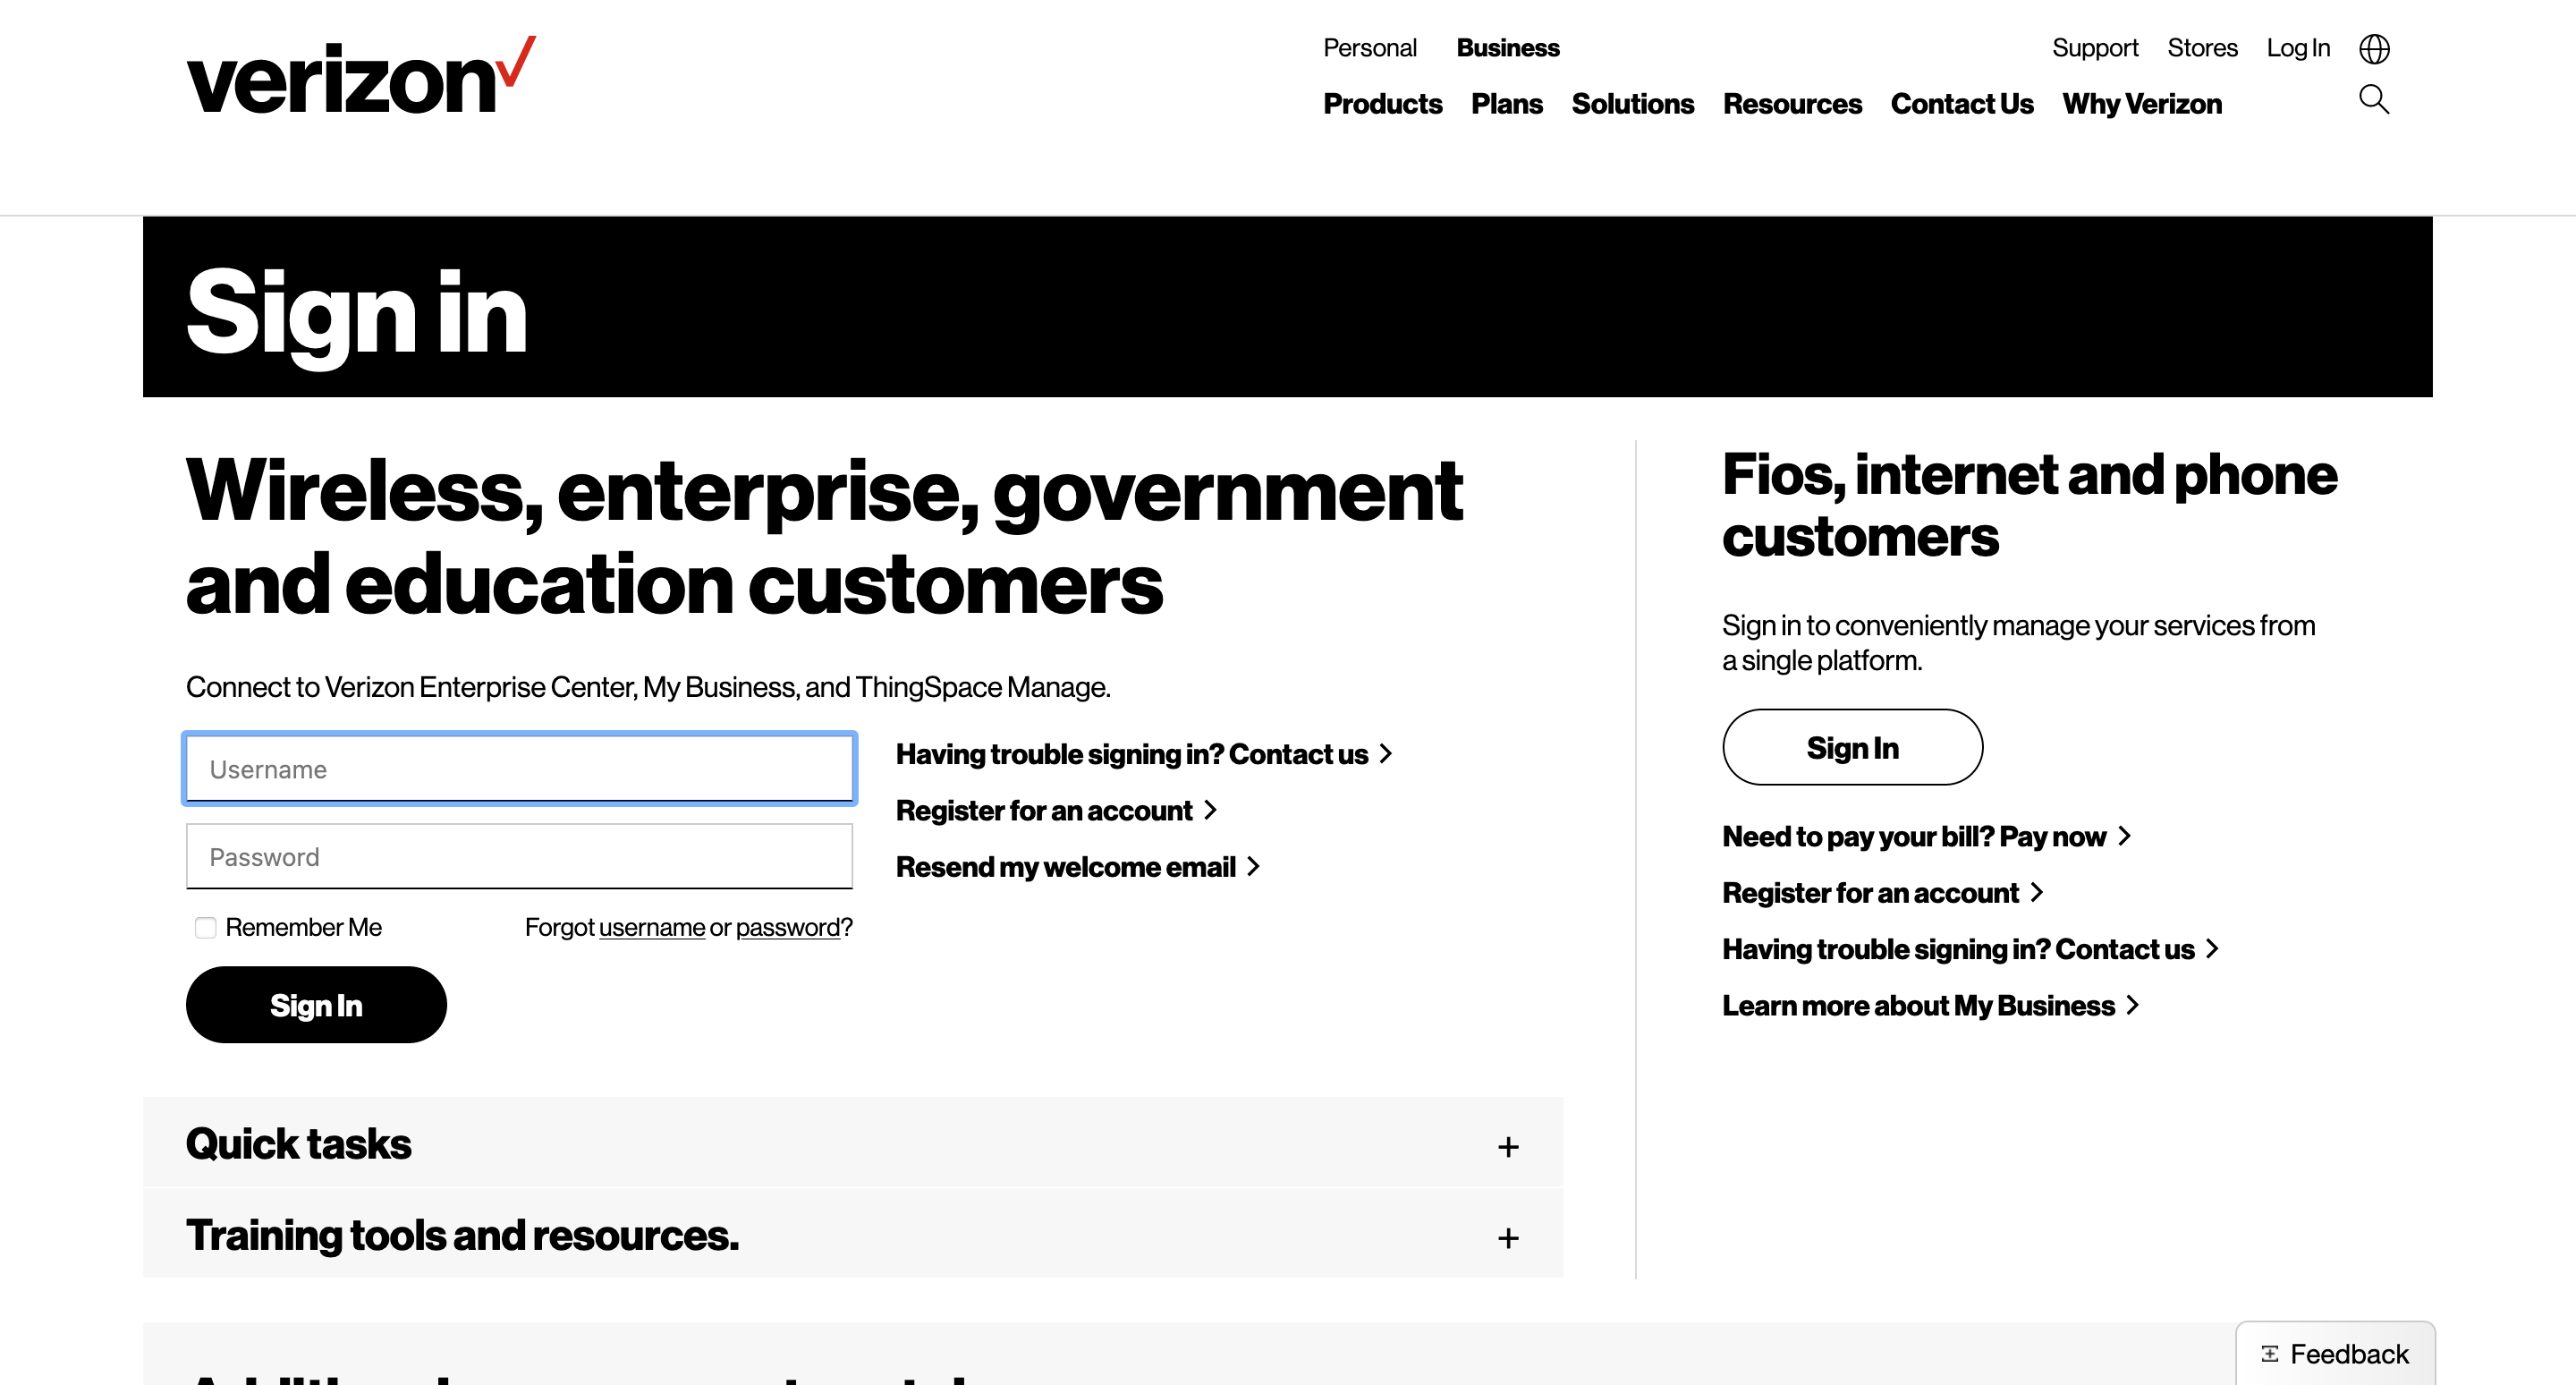 verizon
Personal Business
Support Stores Log In
Products Plans Solutions Resources Contact Us Why Verizon
Sign in
Wireless, enterprise, government
and education customers
Connect to Verizon Enterprise Center, My Business, and ThingSpace Manage.
Username
Password
Remember Me
Forgot username or password?
Sign In
Having trouble signing in? Contact us
Register for an account
Resend my welcome email
Quick tasks
Training tools and resources.
Fios, internet and phone
customers
Sign in to conveniently manage your services from
a single platform.
Sign In
Need to pay your bill? Pay now
Register for an account
Having trouble signing in? Contact us
Learn more about My Business
Feedback